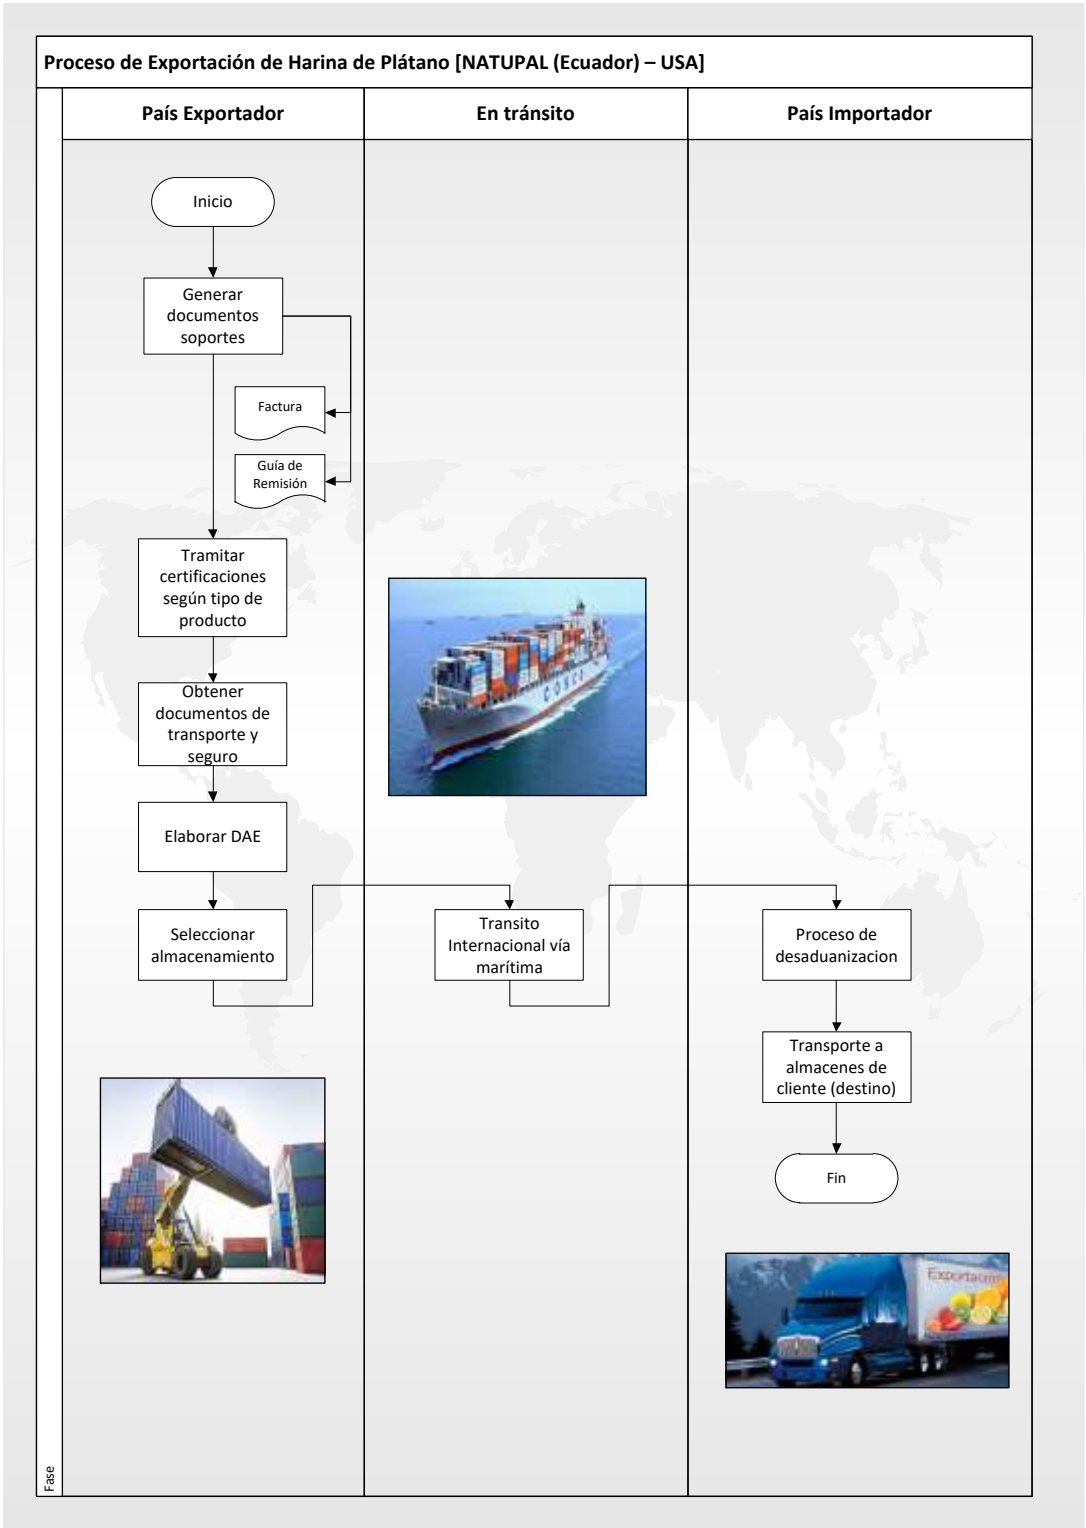 Proceso de Exportación de Harina de Plátano [NATUPAL (Ecuador) – USA]
País Exportador
En tránsito
País Importador
Inicio
Generar
documentos
soportes
Factura
Guía de
Remisión
Tramitar
certificaciones
según tipo de
producto
Obtener
documentos de
transporte y
seguro
Elaborar DAE
Seleccionar
almacenamiento
COSCO
Transito
Internacional vía
marítima
Proceso de
desaduanizacion
Transporte a
almacenes de
cliente (destino)
Fin
Fase